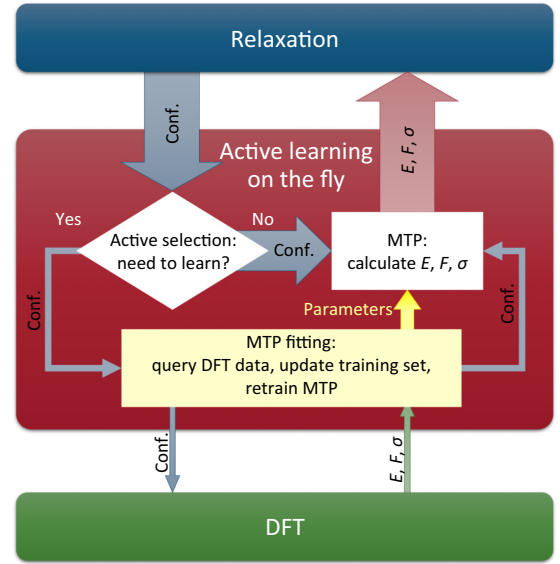 Relaxation
Conf.
E, F, σ
Active learning
on the fly
Yes
No
Active selection:
need to learn?
Conf.
MTP:
calculate E, F, σ
Conf.
Parameters
Conf.
MTP fitting:
query DFT data, update training set,
retrain MTP
Conf.
E, F, σ
DFT